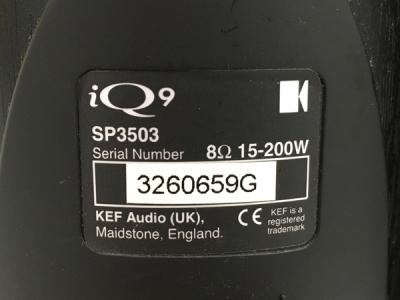 iQ9
SP3503
Serial Number 8Ω 15-200W
3260659G
KEF Audio (UK),
Maidstone, England.
CE
KEF is a
registered
trademark